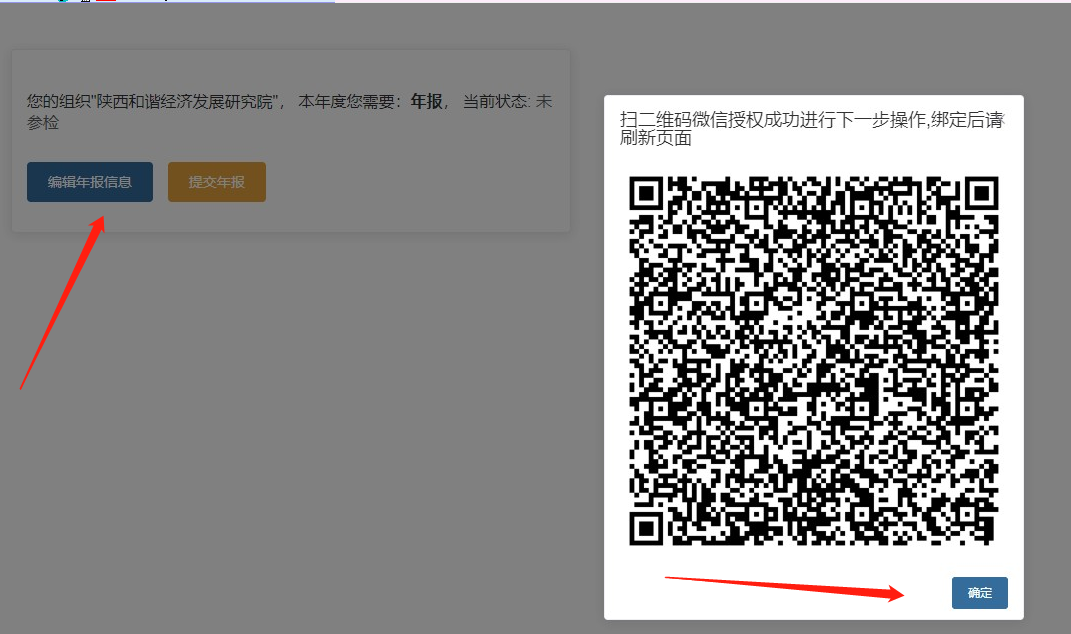 您的组织"陕西和谐经济发展研究院"， 本年度您需要：年报， 当前状态: 未
参检
编辑年报信息
提交年报
扫二维码微信授权成功进行下一步操作,绑定后请
刷新页面
确定